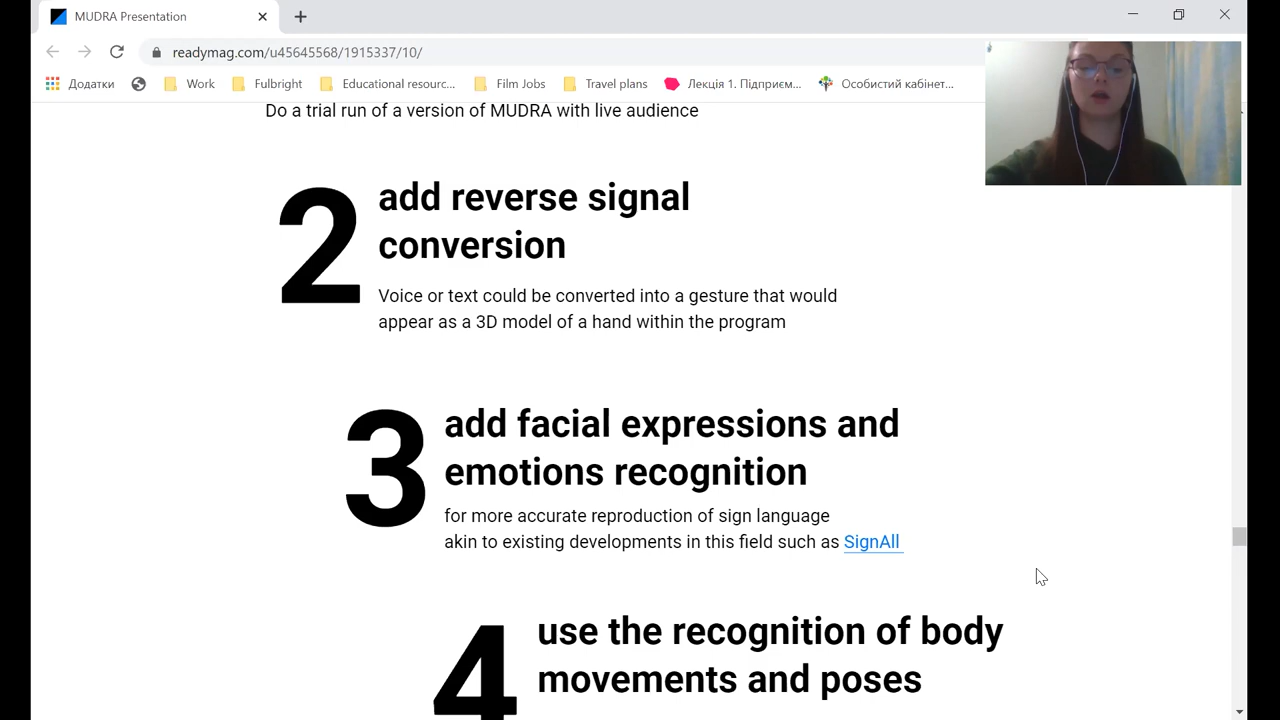 MUDRA Presentation
readymag.com/u45645568/1915337/10/
Додатки Work Fulbright Educational resourc... Film Jobs Travel plans Лекція 1. Підприєм... Особистий кабінет...
Do a trial run of a version of MUDRA with live audience
2
add reverse signal
conversion
Voice or text could be converted into a gesture that would
appear as a 3D model of a hand within the program
3
add facial expressions and
emotions recognition
for more accurate reproduction of sign language
akin to existing developments in this field such as SignAll
4
use the recognition of body
movements and poses